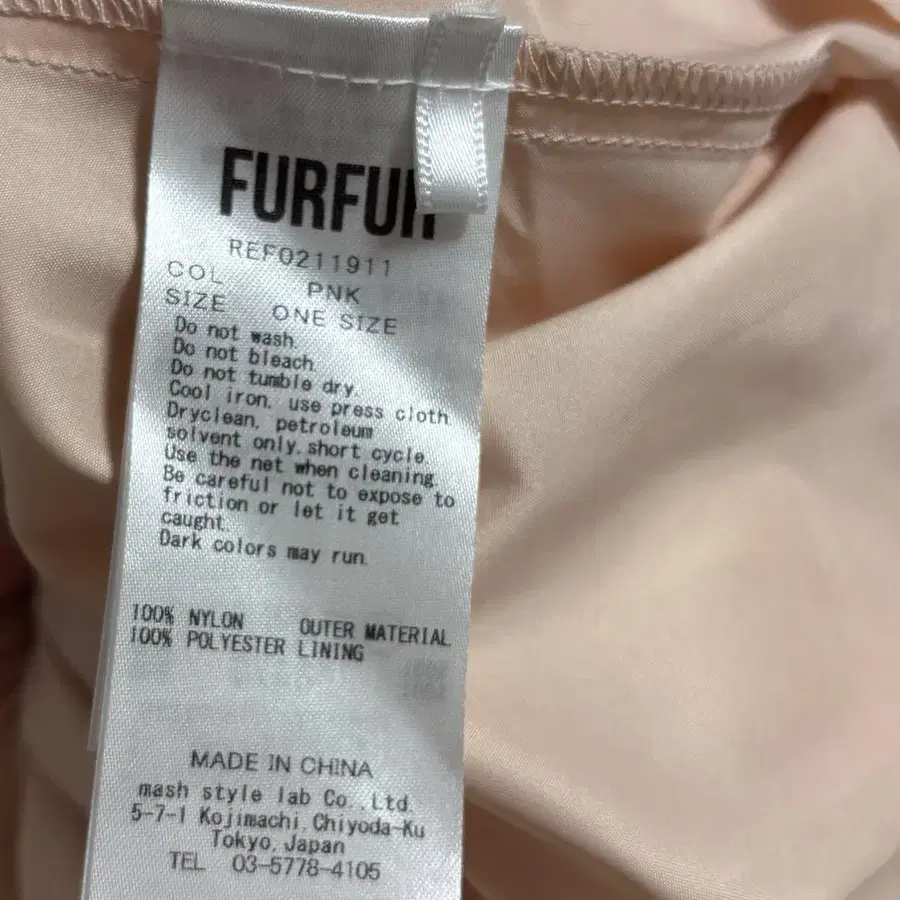 FURFUR
REF0211911
COL PNK
SIZE ONE SIZE
Do not wash.
Do not bleach.
Do not tumble dry.
Cool iron, use press cloth.
Dryclean, petroleum
solvent only, short cycle.
Use the net when cleaning.
Be careful not to expose to
friction or let it get
caught.
Dark colors may run.
100% NYLON OUTER MATERIAL
100% POLYESTER LINING
MADE IN CHINA
mash style lab Co.,Ltd.
5-7-1 Kojimachi,Chiyoda-Ku
Tokyo,Japan
TEL 03-5778-4105